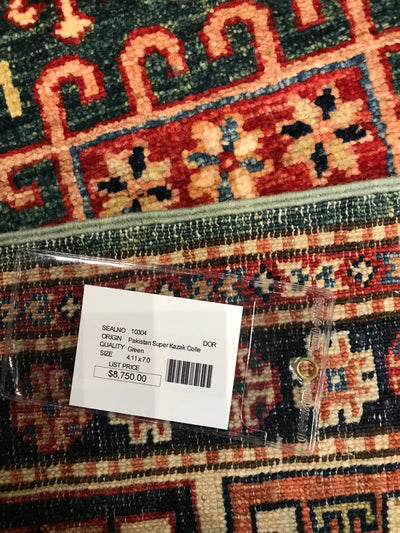 SEALNO 10304
ORIGIN Pakistan Super Kazak Colle DOR
QUALITY Green
SIZE 4.11 x 7.0
LIST PRICE
$8,750.00